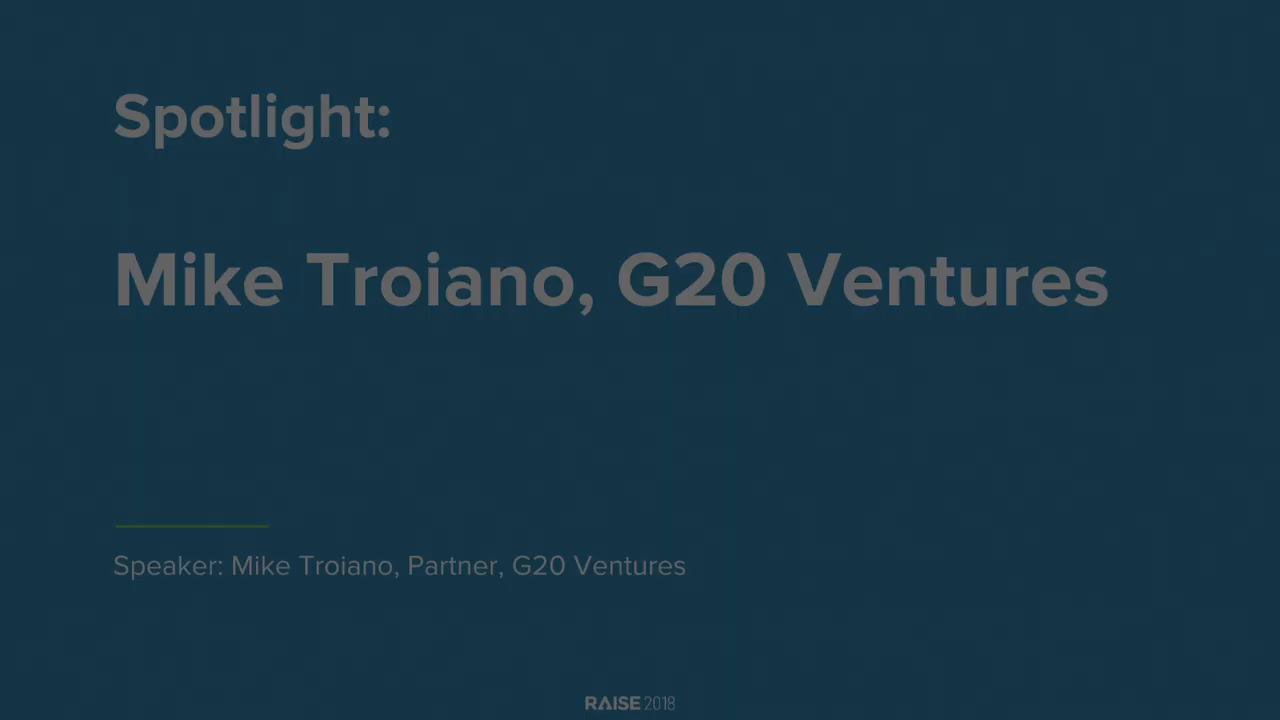 Spotlight:
Mike Troiano, G20 Ventures
Speaker: Mike Troiano, Partner, G20 Ventures
RAISE 2018